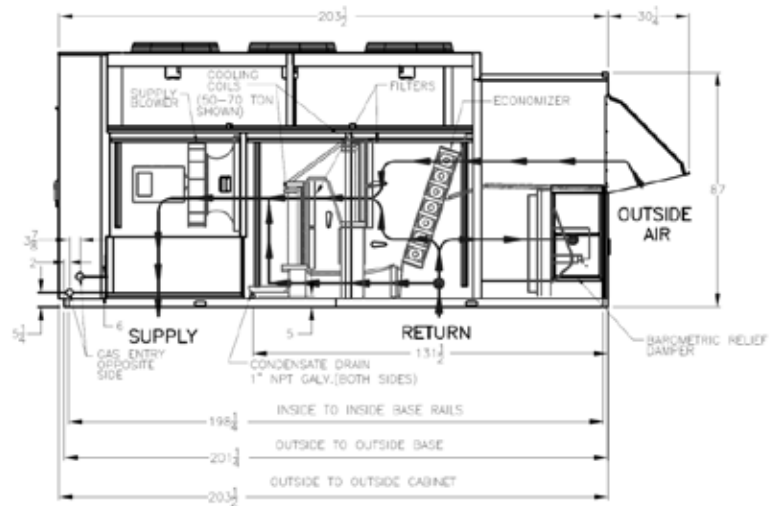 203 1/2
30 1/4
COOLING
COILS
(50-70 TON
SHOWN)
SUPPLY
BLOWER
FILTERS
ECONOMIZER
87
OUTSIDE
AIR
3 7/8
2
5 1/4
6
SUPPLY
5
RETURN
GAS ENTRY
OPPOSITE
SIDE
131 1/2
CONDENSATE DRAIN
1" NPT GALV.(BOTH SIDES)
BAROMETRIC RELIEF
DAMPER
INSIDE TO INSIDE BASE RAILS
198 1/4
OUTSIDE TO OUTSIDE BASE
201 3/4
OUTSIDE TO OUTSIDE CABINET
203 1/2